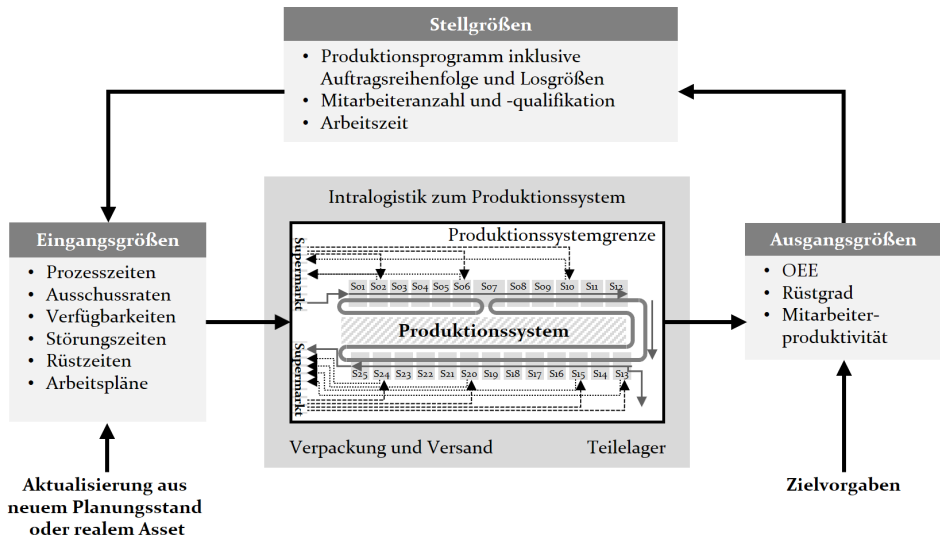 Stellgrößen
• Produktionsprogramm inklusive
Auftragsreihenfolge und Losgrößen
• Mitarbeiteranzahl und -qualifikation
• Arbeitszeit
Eingangsgrößen
• Prozesszeiten
• Ausschussraten
• Verfügbarkeiten
• Störungszeiten
• Rüstzeiten
• Arbeitspläne
Aktualisierung aus
neuem Planungsstand
oder realem Asset
Intralogistik zum Produktionssystem
Produktionssystemgrenze
Supermarkt
S01 S02 S03 S04 S05 S06 S07 S08 S09 S10 S11 S12
Produktionssystem
Supermarkt
S25 S24 S23 S22 S21 S20 S19 S18 S17 S16 S15 S14 S13
Verpackung und Versand
Teilelager
Ausgangsgrößen
• OEE
• Rüstgrad
• Mitarbeiter-
produktivität
Zielvorgaben